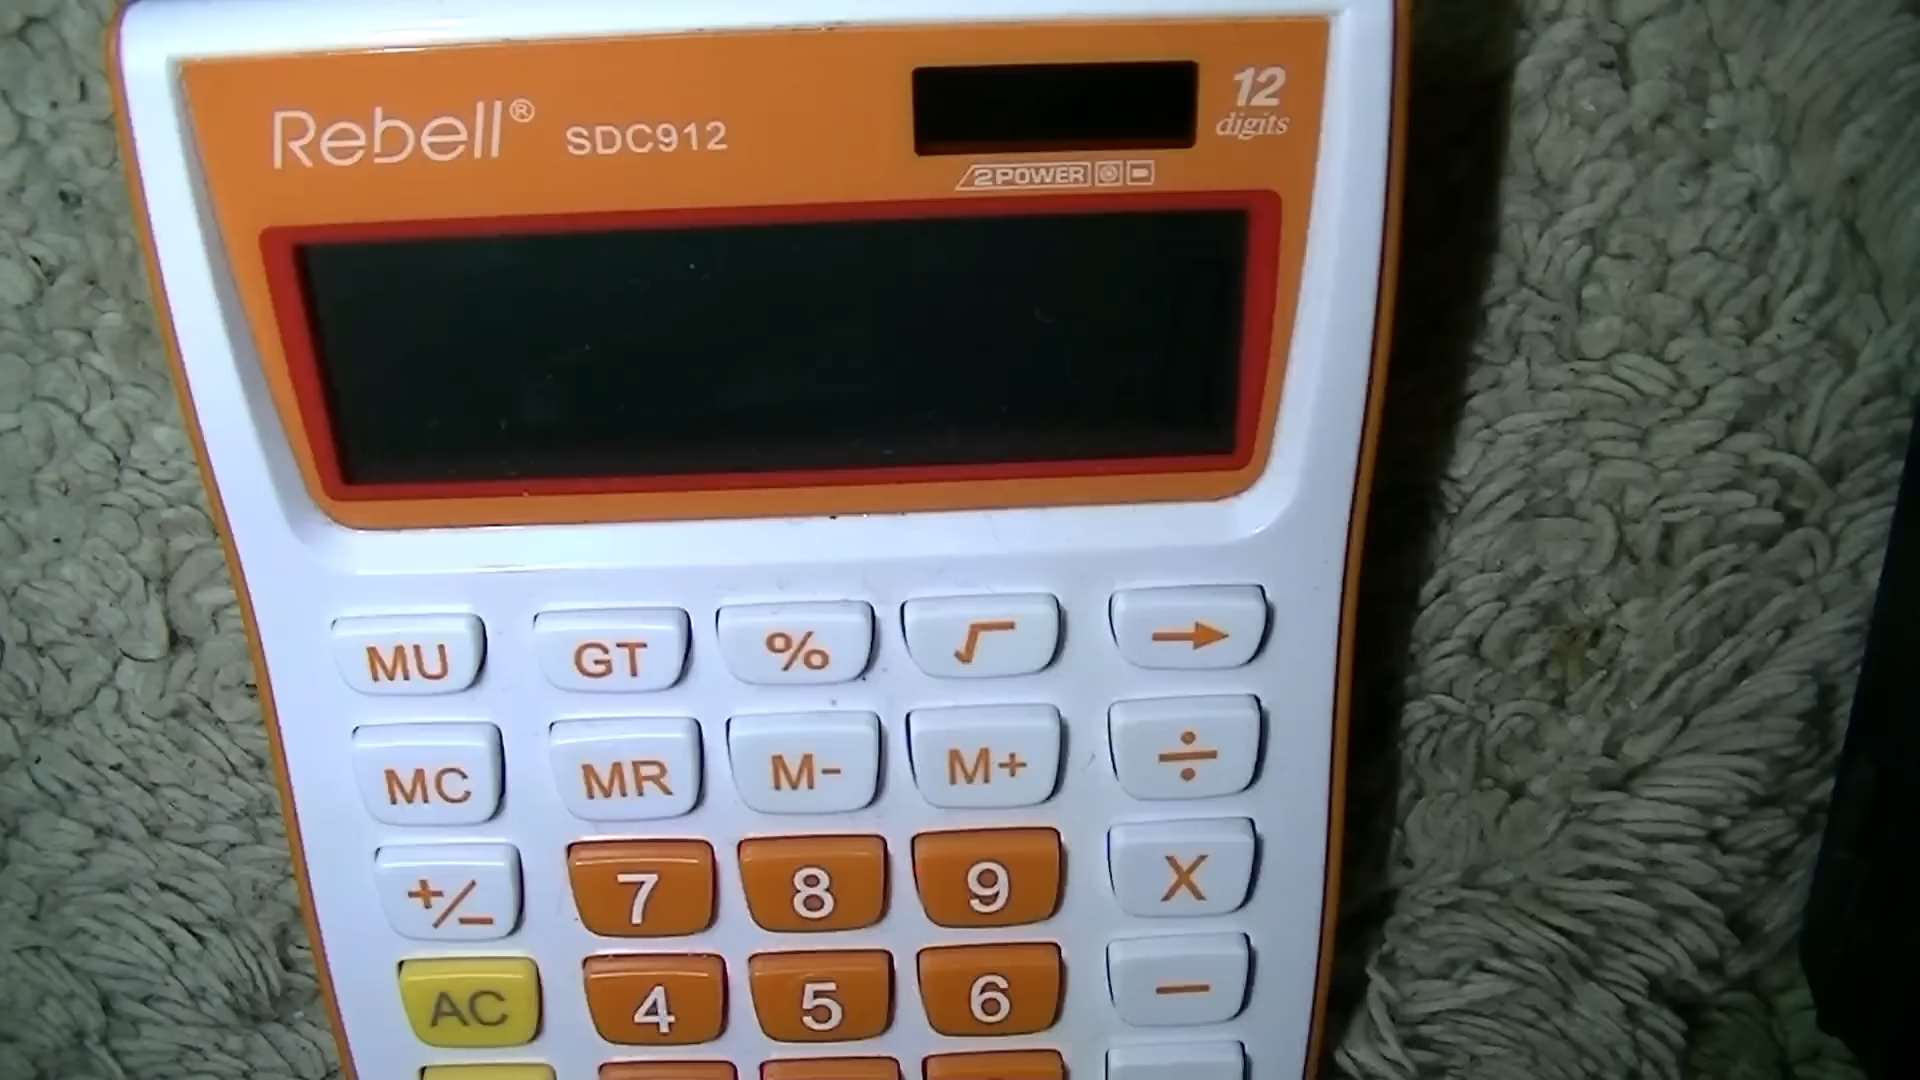 Rebell® SDC912
12
digits
2POWER
MU GT % √ →
MC MR M- M+ ÷
+/- 7 8 9 X
AC 4 5 6 −